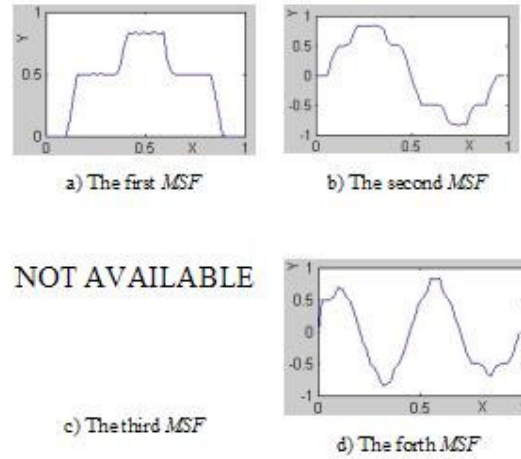 1
Y
0.5
0
0
0.5
X
1
a) The first MSF
1
Y
0.5
0
-0.5
-1
0
0.5
X
1
b) The second MSF
NOT AVAILABLE
c) The third MSF
1
Y
0.5
0
-0.5
-1
0
0.5
X
d) The forth MSF